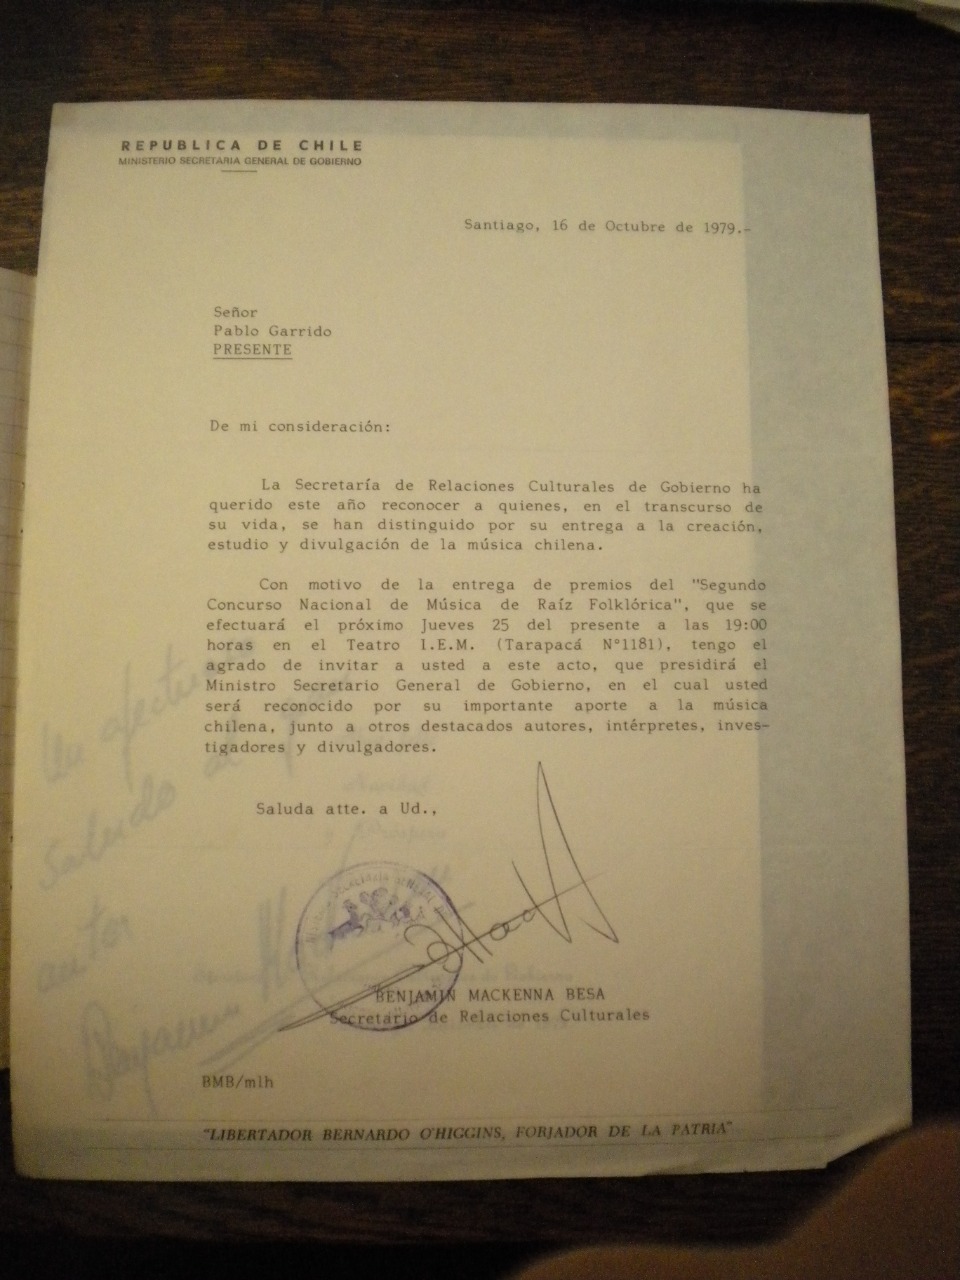 REPUBLICA DE CHILE
MINISTERIO SECRETARIA GENERAL DE GOBIERNO
Santiago, 16 de Octubre de 1979.-
Señor
Pablo Garrido
PRESENTE
De mi consideración:
La Secretaría de Relaciones Culturales de Gobierno ha
querido este año reconocer a quienes, en el transcurso de
su vida, se han distinguido por su entrega a la creación,
estudio y divulgación de la música chilena.
Con motivo de la entrega de premios del "Segundo
Concurso Nacional de Música de Raíz Folklórica", que se
efectuará el próximo Jueves 25 del presente a las 19:00
horas en el Teatro I.E.M. (Tarapacá N°1181), tengo el
agrado de invitar a usted a este acto, que presidirá el
Ministro Secretario General de Gobierno, en el cual usted
será reconocido por su importante aporte a la música
chilena, junto a otros destacados autores, intérpretes, inves-
tigadores y divulgadores.
Saluda atte. a Ud.,
SECRETARIA GENERAL
BENJAMIN MACKENNA BESA
Secretario de Relaciones Culturales
BMB/mlh
"LIBERTADOR BERNARDO O'HIGGINS, FORJADOR DE LA PATRIA"